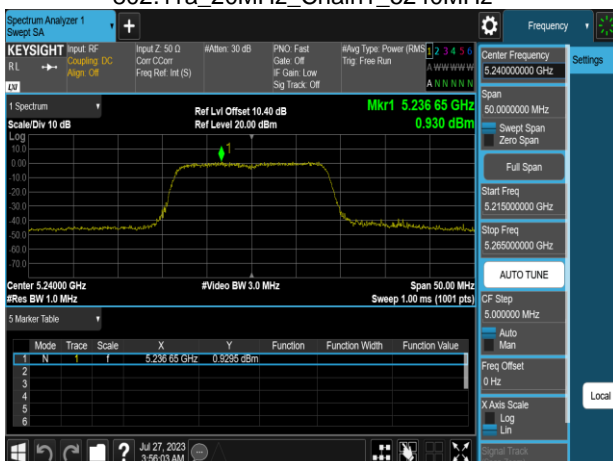 Spectrum Analyzer 1
Swept SA
+
Frequency
KEYSIGHT
RL
LXI
Input: RF
Coupling: DC
Align: Off
Input Z: 50 Ω
Corr CCorr
Freq Ref: Int (S)
#Atten: 30 dB
PNO: Fast
Gate: Off
IF Gain: Low
Sig Track: Off
#Avg Type: Power (RMS
Trig: Free Run
1 2 3 4 5 6
A WW WW W
A N N N N N
Center Frequency
5.240000000 GHz
Settings
Span
50.0000000 MHz
Swept Span
Zero Span
Full Span
Start Freq
5.215000000 GHz
Stop Freq
5.265000000 GHz
AUTO TUNE
CF Step
5.000000 MHz
Auto
Man
Freq Offset
0 Hz
X Axis Scale
Log
Lin
Signal Track
Local
1 Spectrum
Scale/Div 10 dB
Ref Lvl Offset 10.40 dB
Ref Level 20.00 dBm
Mkr1 5.236 65 GHz
0.930 dBm
Log
10.0
0.00
-10.0
-20.0
-30.0
-40.0
-50.0
-60.0
-70.0
1
Center 5.24000 GHz
#Res BW 1.0 MHz
#Video BW 3.0 MHz
Span 50.00 MHz
Sweep 1.00 ms (1001 pts)
5 Marker Table
Mode Trace Scale X Y Function Function Width Function Value
1 N 1 f 5.236 65 GHz 0.9295 dBm
2
3
4
5
6
?
Jul 27, 2023
3:56:03 AM